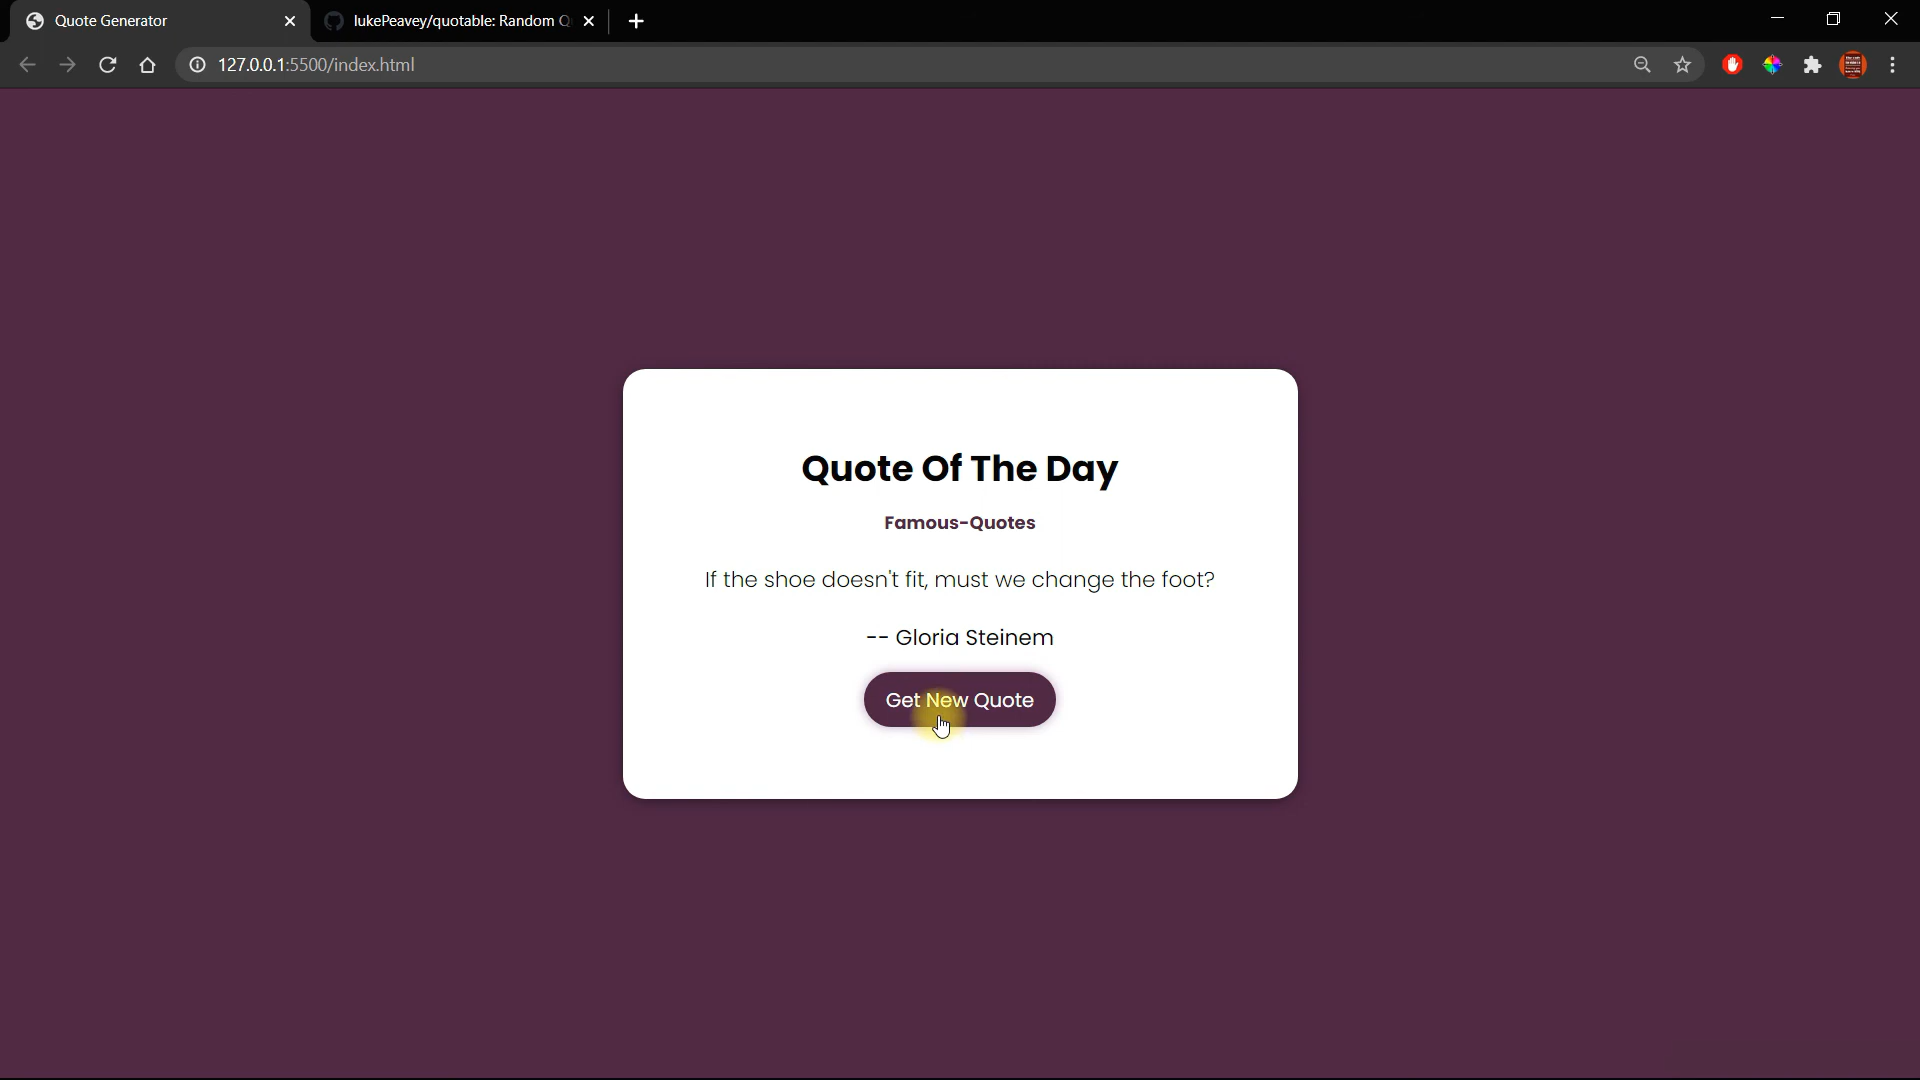 Quote Generator
lukePeavey/quotable: Random Q
127.0.0.1:5500/index.html
Quote Of The Day
Famous-Quotes
If the shoe doesn't fit, must we change the foot?
-- Gloria Steinem
Get New Quote